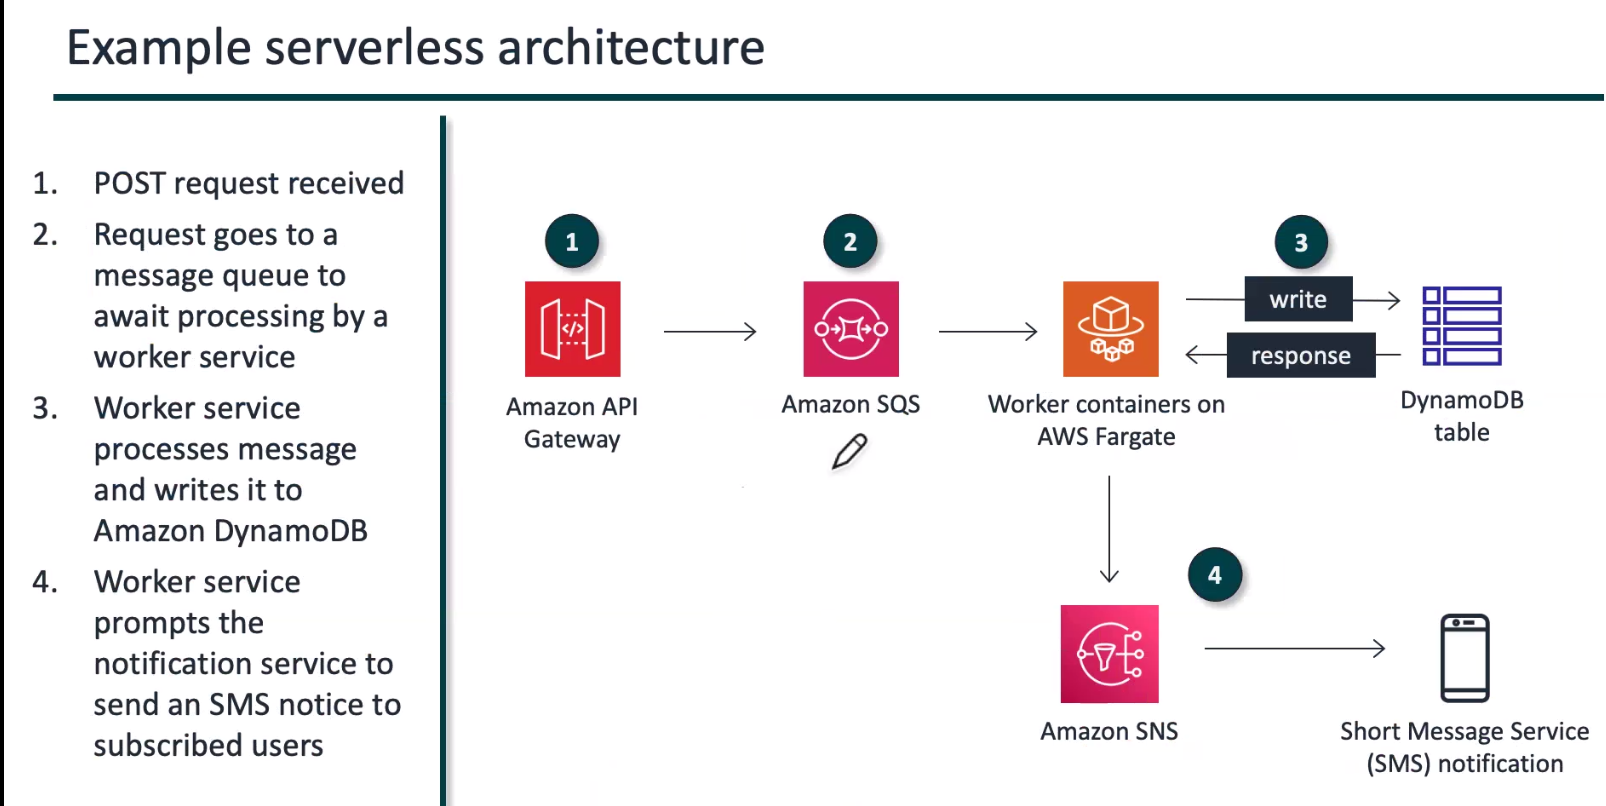 Example serverless architecture
1. POST request received
2. Request goes to a
message queue to
await processing by a
worker service
3. Worker service
processes message
and writes it to
Amazon DynamoDB
4. Worker service
prompts the
notification service to
send an SMS notice to
subscribed users
1
2
3
write
response
Amazon API
Gateway
Amazon SQS
Worker containers on
AWS Fargate
DynamoDB
table
4
Amazon SNS
Short Message Service
(SMS) notification